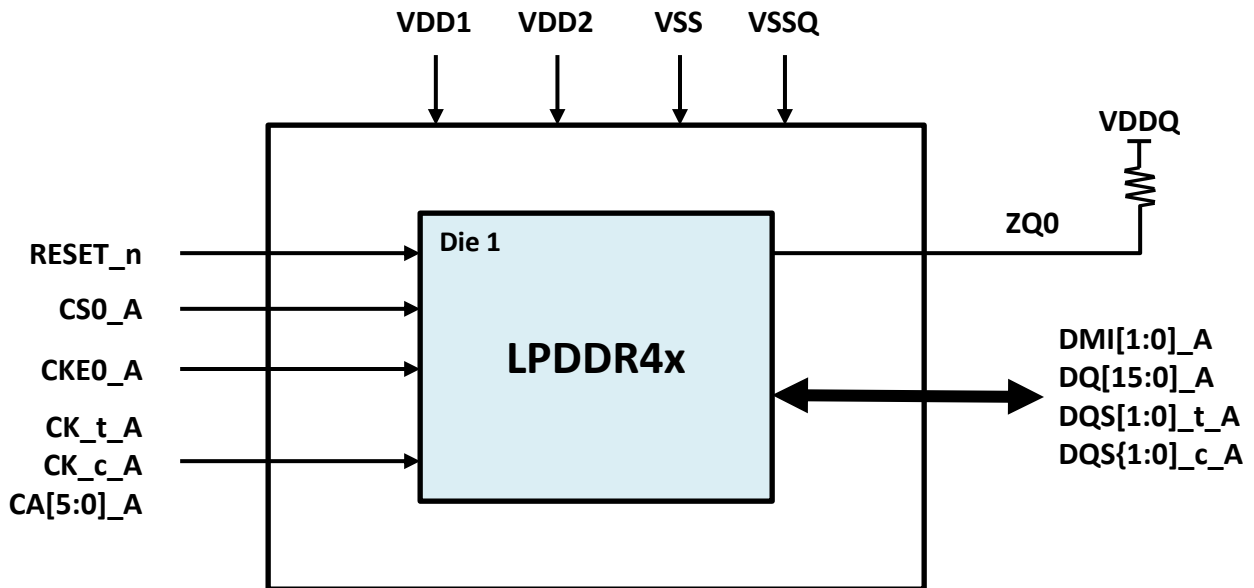 VDD1 VDD2 VSS VSSQ
VDDQ
ZQ0
Die 1
LPDDR4x
RESET_n
CS0_A
CKE0_A
CK_t_A
CK_c_A
CA[5:0]_A
DMI[1:0]_A
DQ[15:0]_A
DQS[1:0]_t_A
DQS{1:0]_c_A